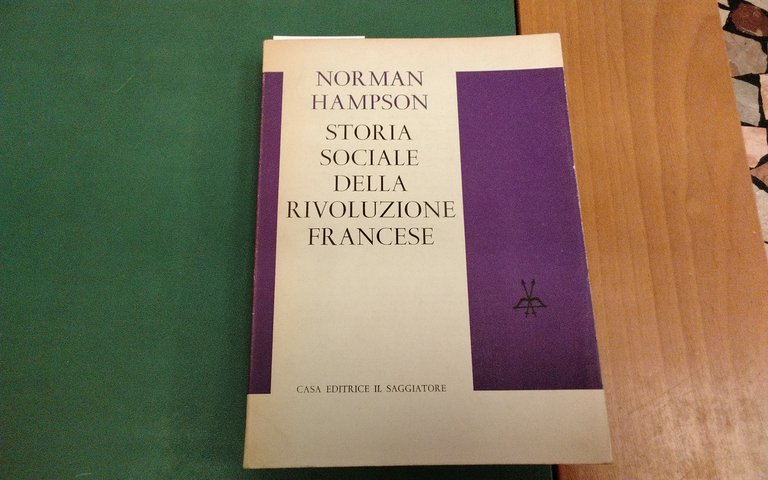 NORMAN
HAMPSON
STORIA
SOCIALE
DELLA
RIVOLUZIONE
FRANCESE
CASA EDITRICE IL SAGGIATORE